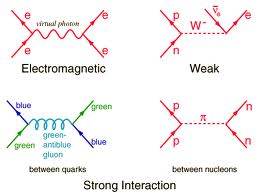 e e
virtual photon
e e
Electromagnetic
p e
W⁻ ν̄ₑ
n
Weak
blue green
green-
antiblue
gluon
green blue
between quarks
p n
π
p n
between nucleons
Strong Interaction